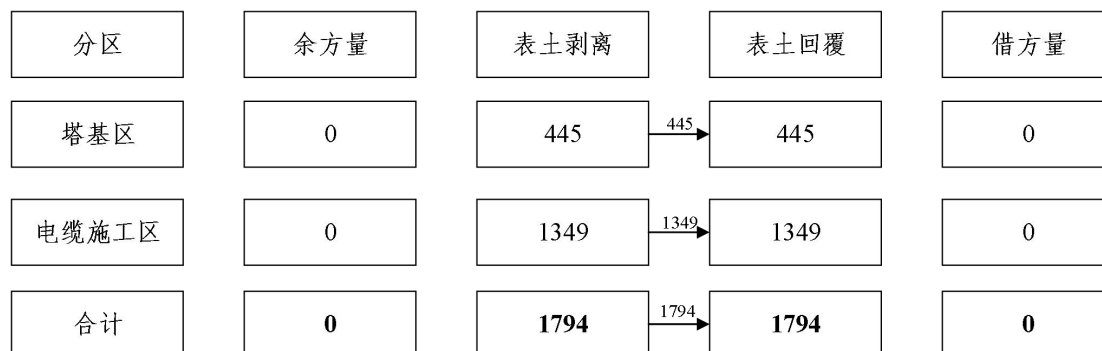 分区 余方量 表土剥离 表土回覆 借方量
塔基区 0 445 445 445 0
电缆施工区 0 1349 1349 1349 0
合计 0 1794 1794 1794 0